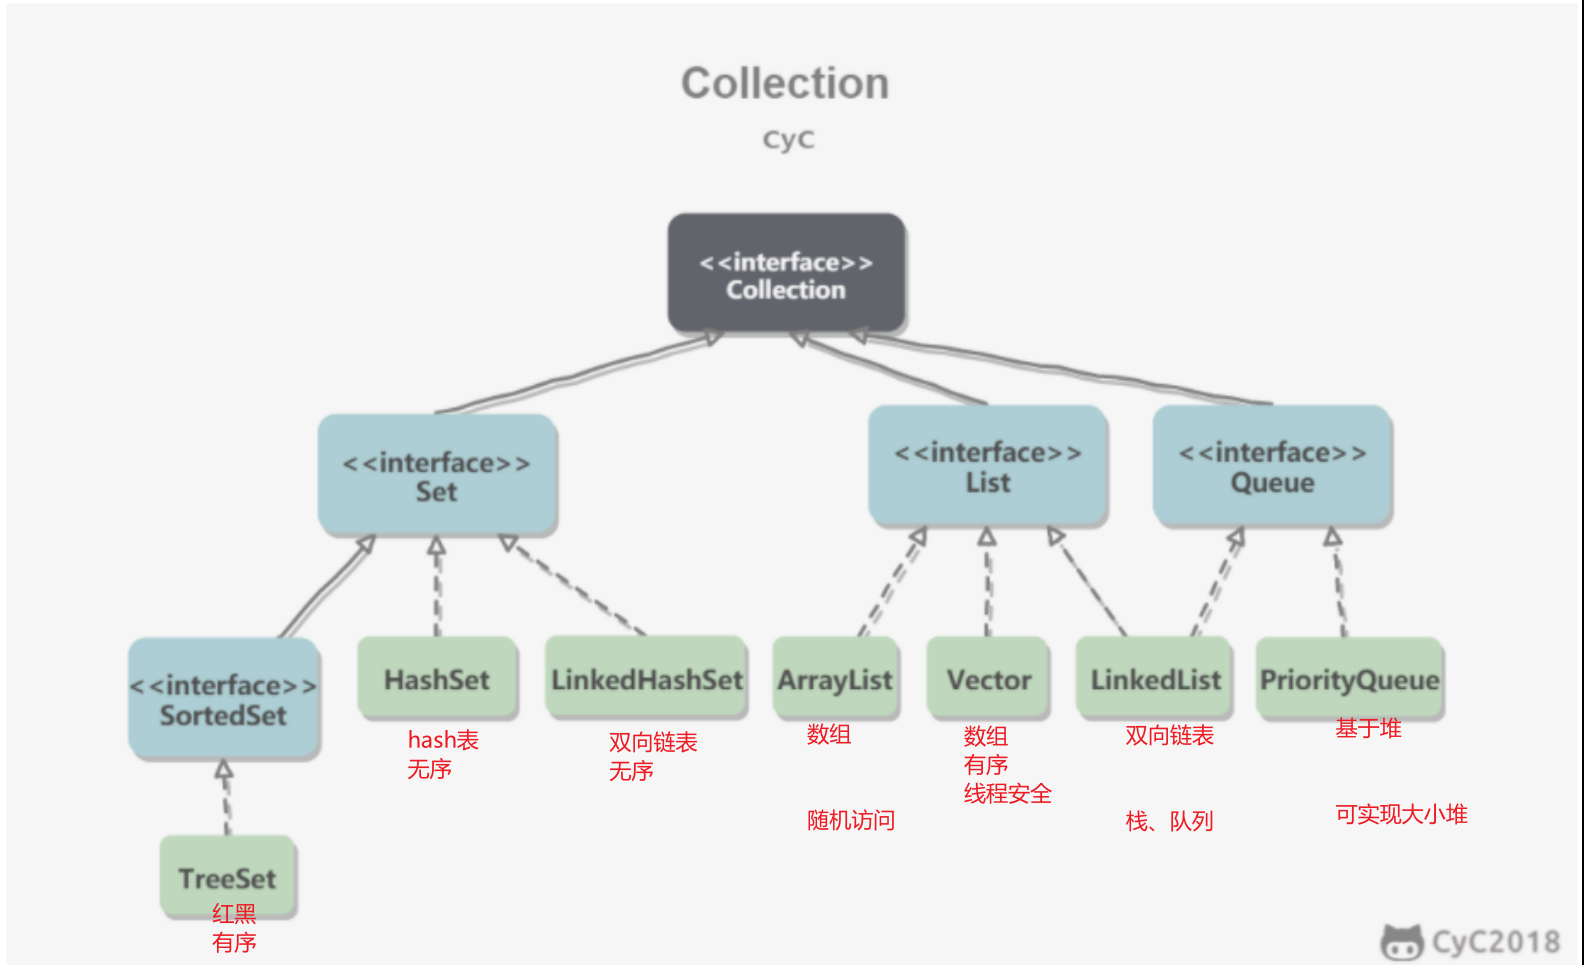 Collection
CyC
<<interface>>
Collection
<<interface>>
Set
<<interface>>
List
<<interface>>
Queue
<<interface>>
SortedSet
HashSet
LinkedHashSet
ArrayList
Vector
LinkedList
PriorityQueue
hash表
无序
双向链表
无序
数组
随机访问
数组
有序
线程安全
双向链表
栈、队列
基于堆
可实现大小堆
TreeSet
红黑
有序
CyC2018